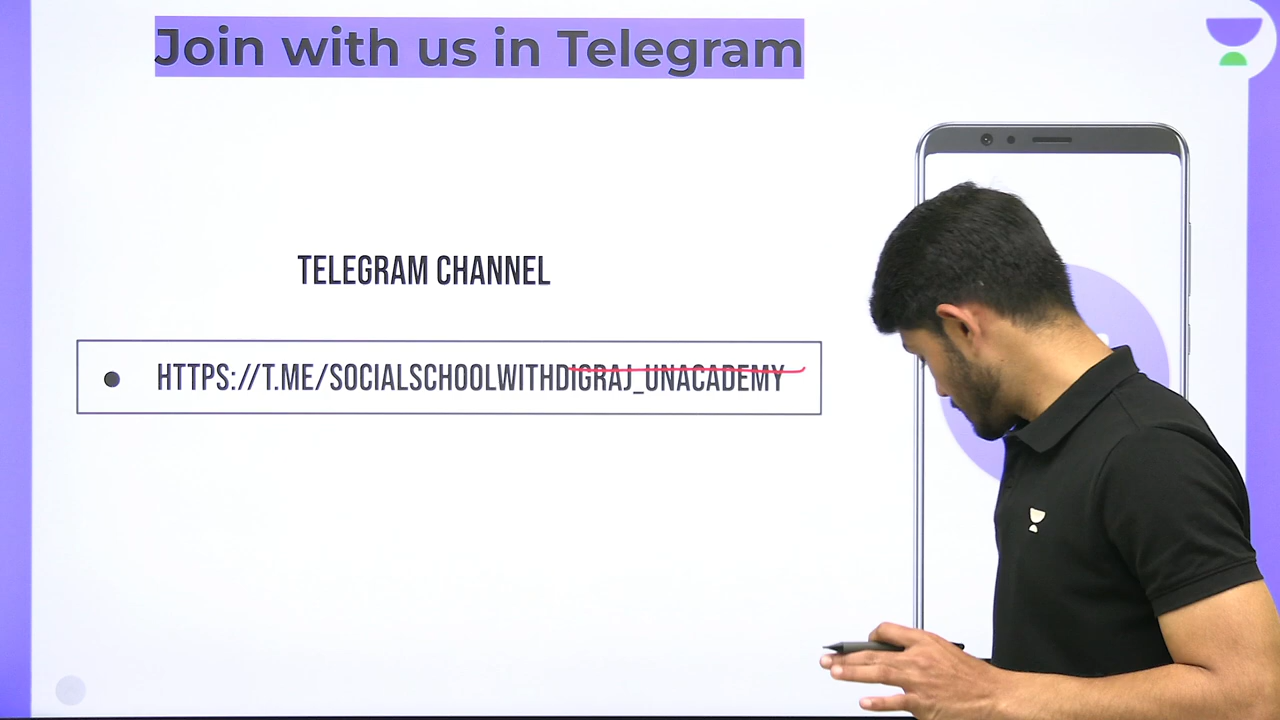 Join with us in Telegram
TELEGRAM CHANNEL
HTTPS://T.ME/SOCIALSCHOOLWITHDIGRAJ_UNACADEMY